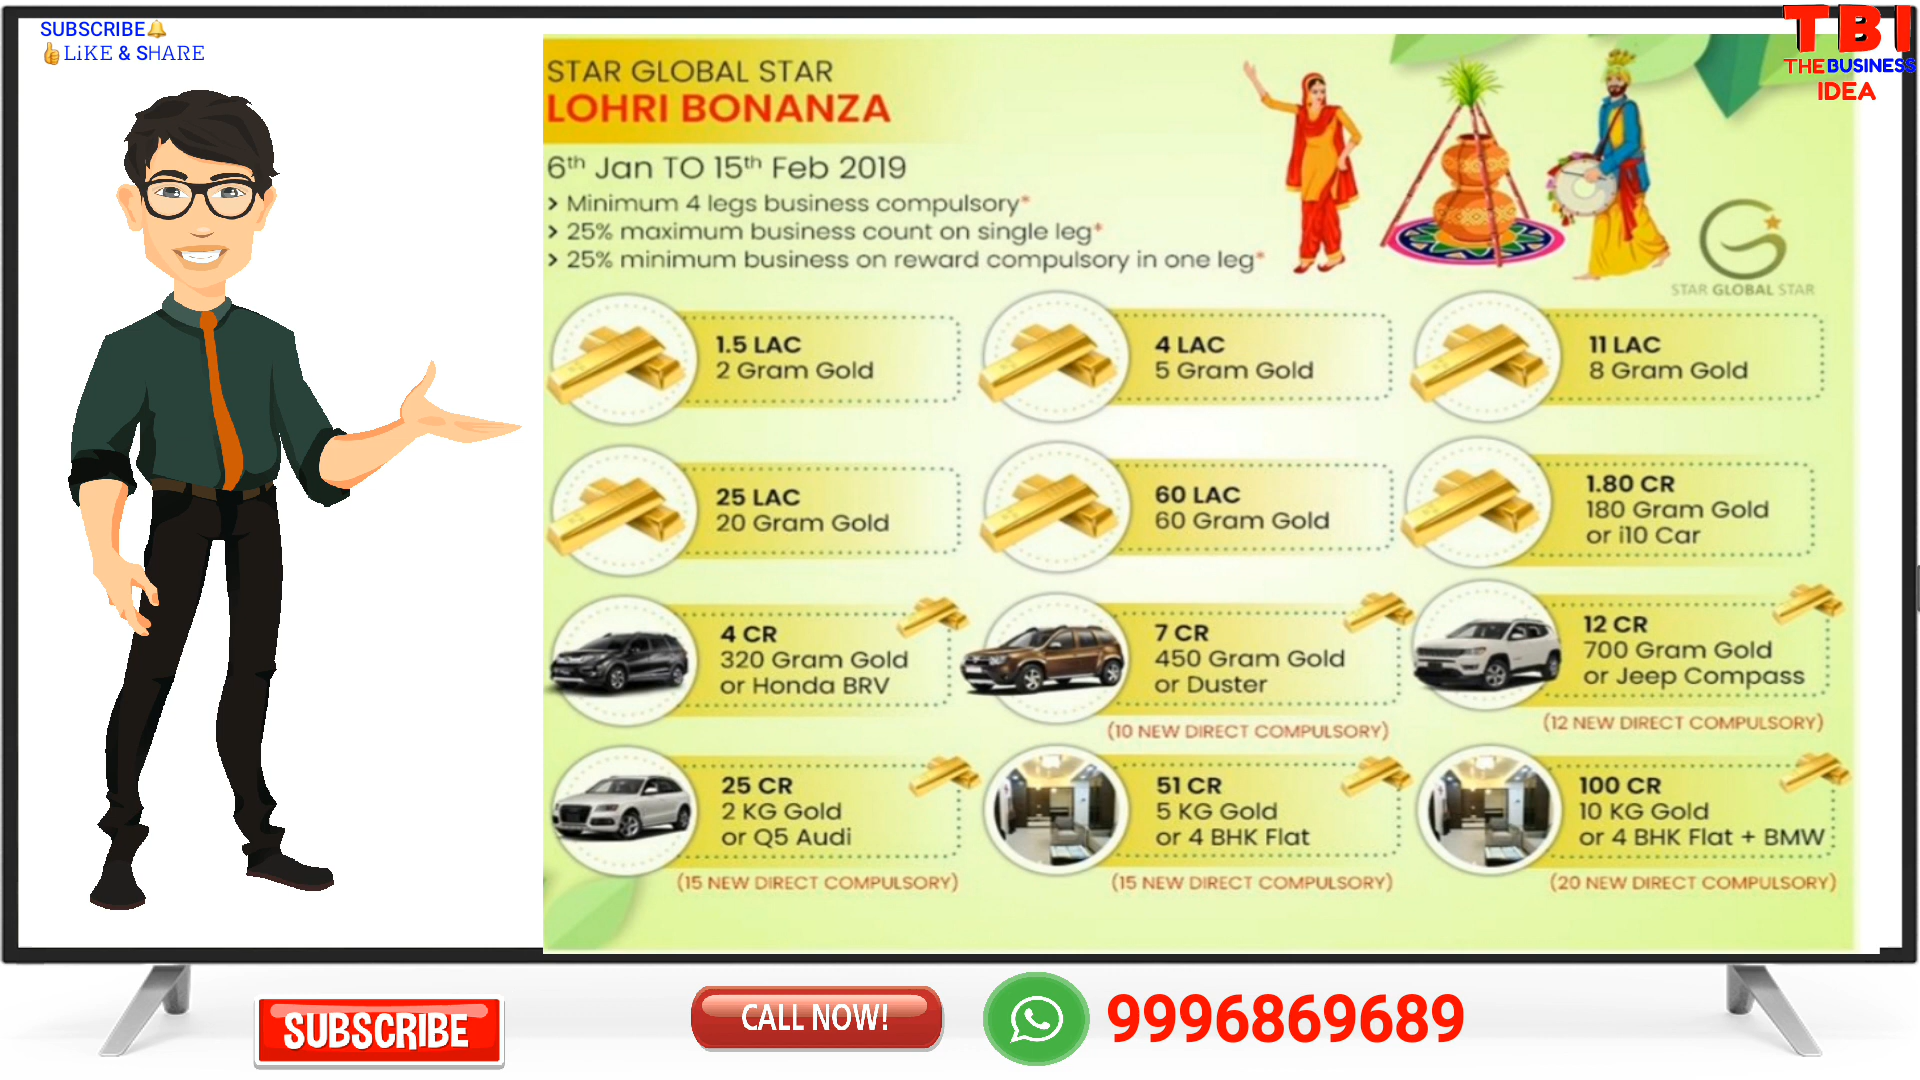 SUBSCRIBE🔔
👍LiKE & SHARE
TBI
THE BUSINESS
IDEA
STAR GLOBAL STAR
LOHRI BONANZA
6th Jan TO 15th Feb 2019
> Minimum 4 legs business compulsory*
> 25% maximum business count on single leg*
> 25% minimum business on reward compulsory in one leg*
STAR GLOBAL STAR
1.5 LAC
2 Gram Gold
4 LAC
5 Gram Gold
11 LAC
8 Gram Gold
25 LAC
20 Gram Gold
60 LAC
60 Gram Gold
1.80 CR
180 Gram Gold
or i10 Car
4 CR
320 Gram Gold
or Honda BRV
7 CR
450 Gram Gold
or Duster
(10 NEW DIRECT COMPULSORY)
12 CR
700 Gram Gold
or Jeep Compass
(12 NEW DIRECT COMPULSORY)
25 CR
2 KG Gold
or Q5 Audi
(15 NEW DIRECT COMPULSORY)
51 CR
5 KG Gold
or 4 BHK Flat
(15 NEW DIRECT COMPULSORY)
100 CR
10 KG Gold
or 4 BHK Flat + BMW
(20 NEW DIRECT COMPULSORY)
SUBSCRIBE
CALL NOW!
9996869689